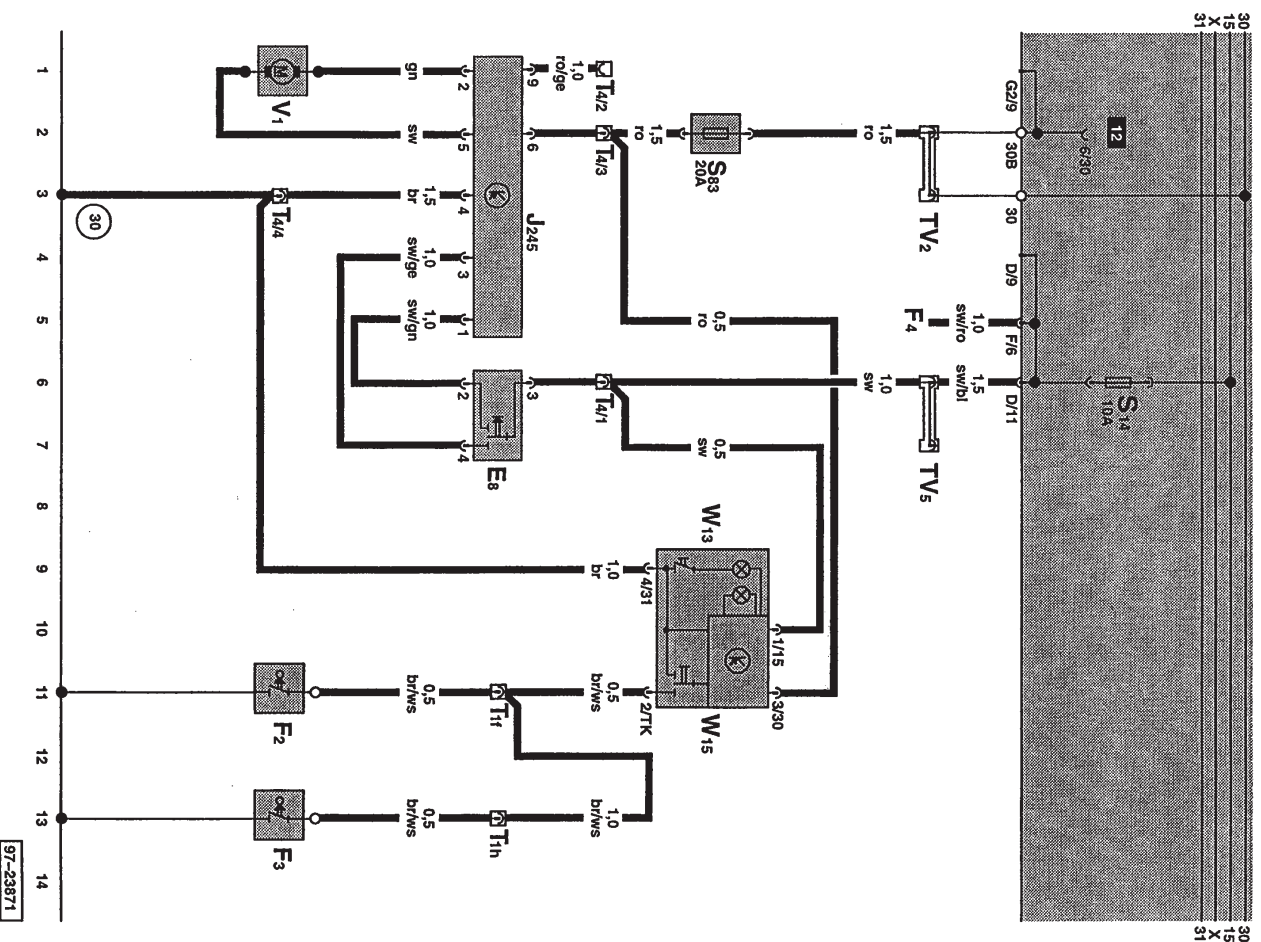 30
15
X
31
G2/9
12
6/30
30B
30
D/9
F/6
D/11
S14
10A
TV2
F4
1,0
sw/ro
1,5
sw/bl
TV5
1,5
ro
S83
20A
1,5
ro
1,0
sw
0,5
ro
0,5
sw
T4/2
1,0
ro/ge
T4/3
T4/1
9
6
J245
3
2
5
4
3
1
E8
2
4
W13
W15
1/15
3/30
4/31
2/TK
gn
sw
1,5
br
1,0
sw/ge
1,0
sw/gn
1,0
br
0,5
br/ws
1,0
br/ws
T1f
T1h
0,5
br/ws
0,5
br/ws
V1
M
T4/4
F2
F3
30
1
2
3
4
5
6
7
8
9
10
11
12
13
14
97-23871
30
15
X
31